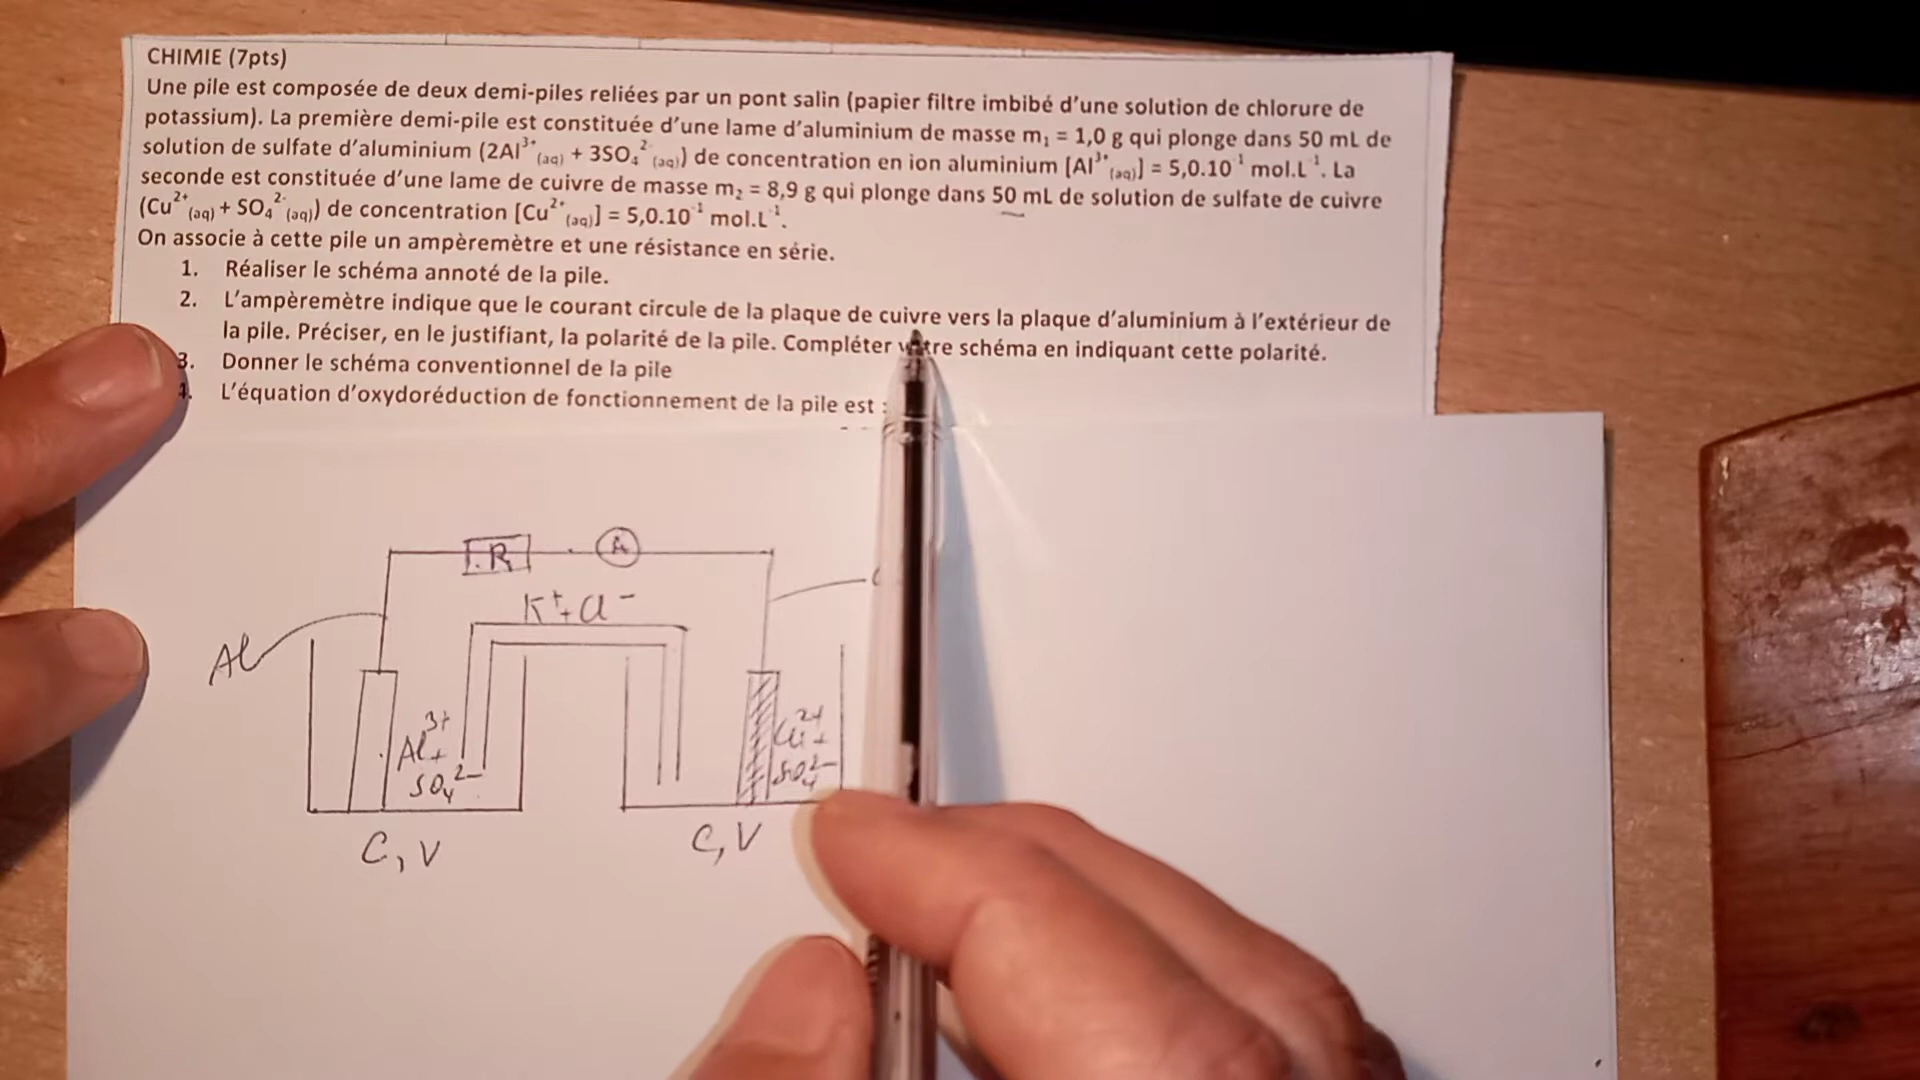 CHIMIE (7pts)
Une pile est composée de deux demi-piles reliées par un pont salin (papier filtre imbibé d'une solution de chlorure de
potassium). La première demi-pile est constituée d'une lame d'aluminium de masse m₁ = 1,0 g qui plonge dans 50 mL de
solution de sulfate d'aluminium (2Al³⁺(aq) + 3SO₄²⁻(aq)) de concentration en ion aluminium [Al³⁺(aq)] = 5,0.10⁻¹ mol.L⁻¹. La
seconde est constituée d'une lame de cuivre de masse m₂ = 8,9 g qui plonge dans 50 mL de solution de sulfate de cuivre
(Cu²⁺(aq) + SO₄²⁻(aq)) de concentration [Cu²⁺(aq)] = 5,0.10⁻¹ mol.L⁻¹.
On associe à cette pile un ampèremètre et une résistance en série.
1. Réaliser le schéma annoté de la pile.
2. L'ampèremètre indique que le courant circule de la plaque de cuivre vers la plaque d'aluminium à l'extérieur de
la pile. Préciser, en le justifiant, la polarité de la pile. Compléter schéma en indiquant cette polarité.
3. Donner le schéma conventionnel de la pile
4. L'équation d'oxydoréduction de fonctionnement de la pile est :
R A
K⁺ + Cl⁻
Al
Al³⁺ + Cu²⁺ +
SO₄²⁻ SO₄²⁻
C, V C, V